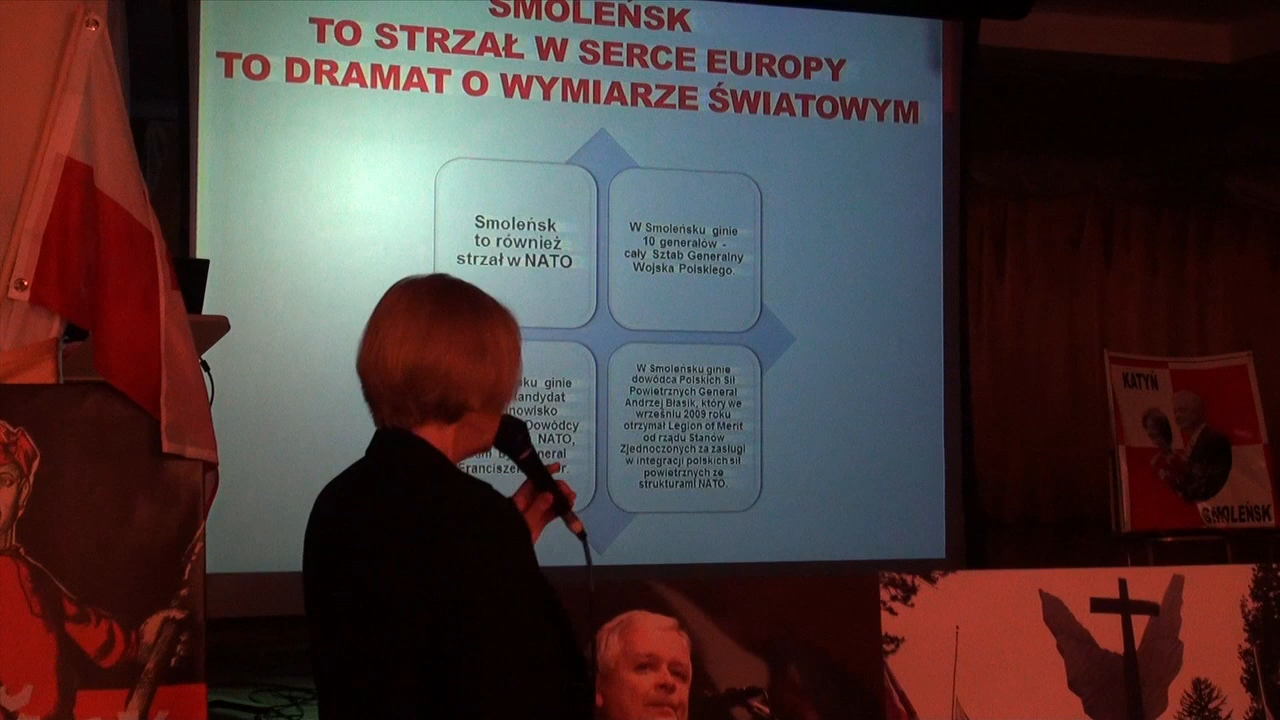 SMOLEŃSK
TO STRZAŁ W SERCE EUROPY
TO DRAMAT O WYMIARZE ŚWIATOWYM
Smoleńsk
to również
strzał w NATO
W Smoleńsku ginie
10 generałów -
cały Sztab Generalny
Wojska Polskiego.
ginie
Dowódcy
NATO,
Franciszek
W Smoleńsku ginie
dowódca Polskich Sił
Powietrznych Generał
Andrzej Błasik, który we
wrześniu 2009 roku
otrzymał Legion of Merit
od rządu Stanów
Zjednoczonych za zasługi
w integracji polskich sił
powietrznych ze
strukturami NATO.
KATYŃ
SMOLEŃSK